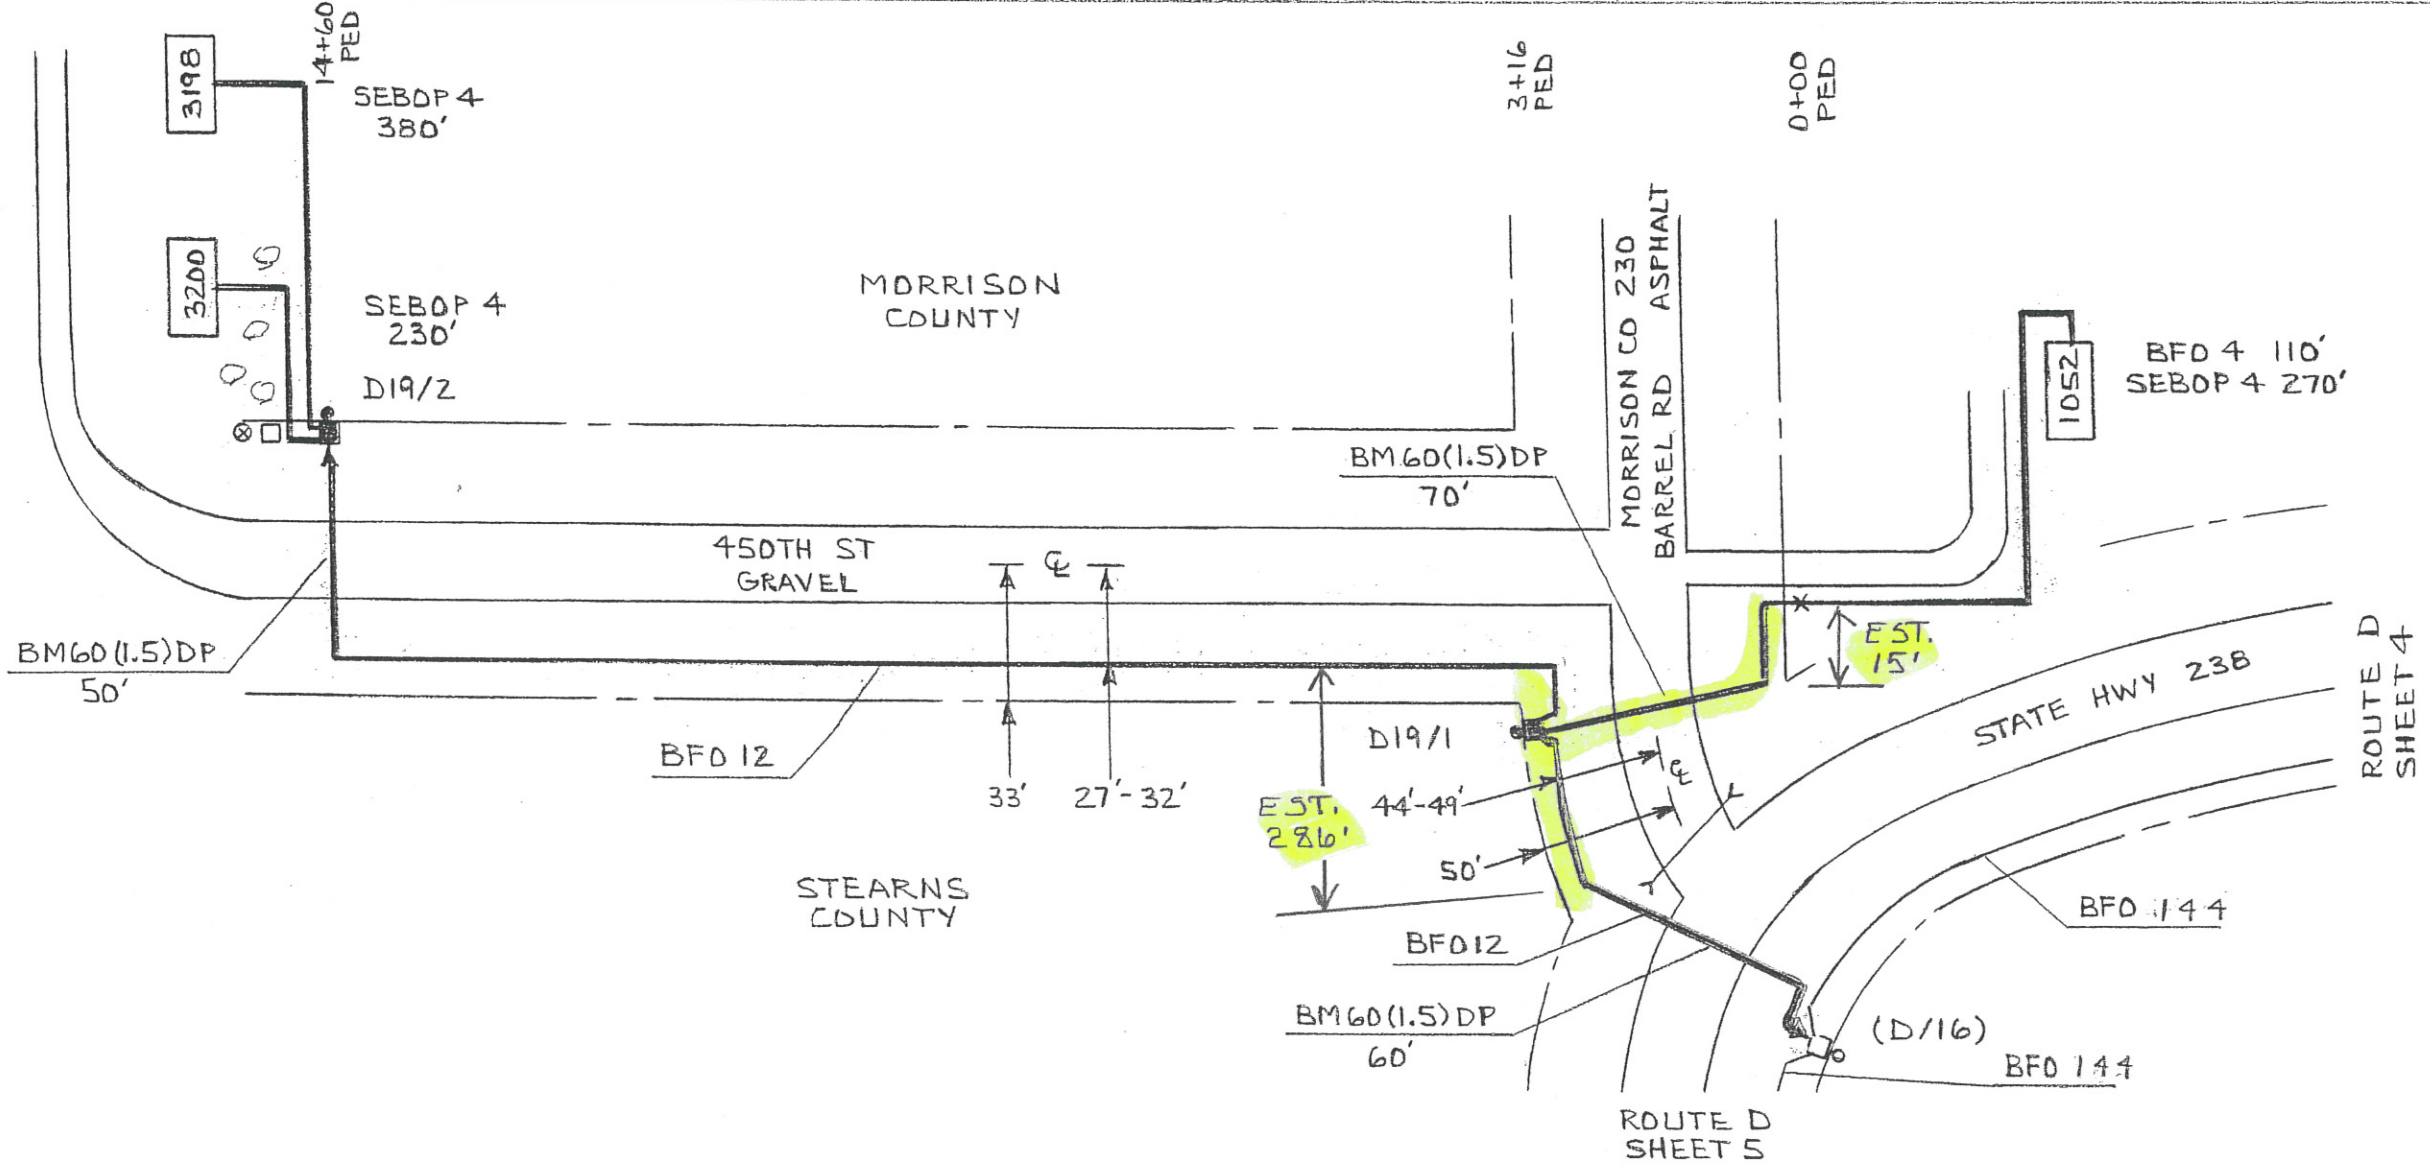 14+60
PED
3198
SEBOP 4
380'
3+16
PED
0+00
PED
3200
SEBOP 4
230'
D19/2
MORRISON
COUNTY
MORRISON CO 230
BARREL RD ASPHALT
1052
BFO 4 110'
SEBOP 4 270'
BM60(1.5)DP
70'
450TH ST
GRAVEL
℄
BM60(1.5)DP
50'
EST.
15'
STATE HWY 238
ROUTE D
SHEET 4
BFO 12
33'
27'-32'
D19/1
℄
EST.
286'
44'-49'
50'
STEARNS
COUNTY
BFO12
BFO 144
BM60(1.5)DP
60'
(D/16)
BFO 144
ROUTE D
SHEET 5